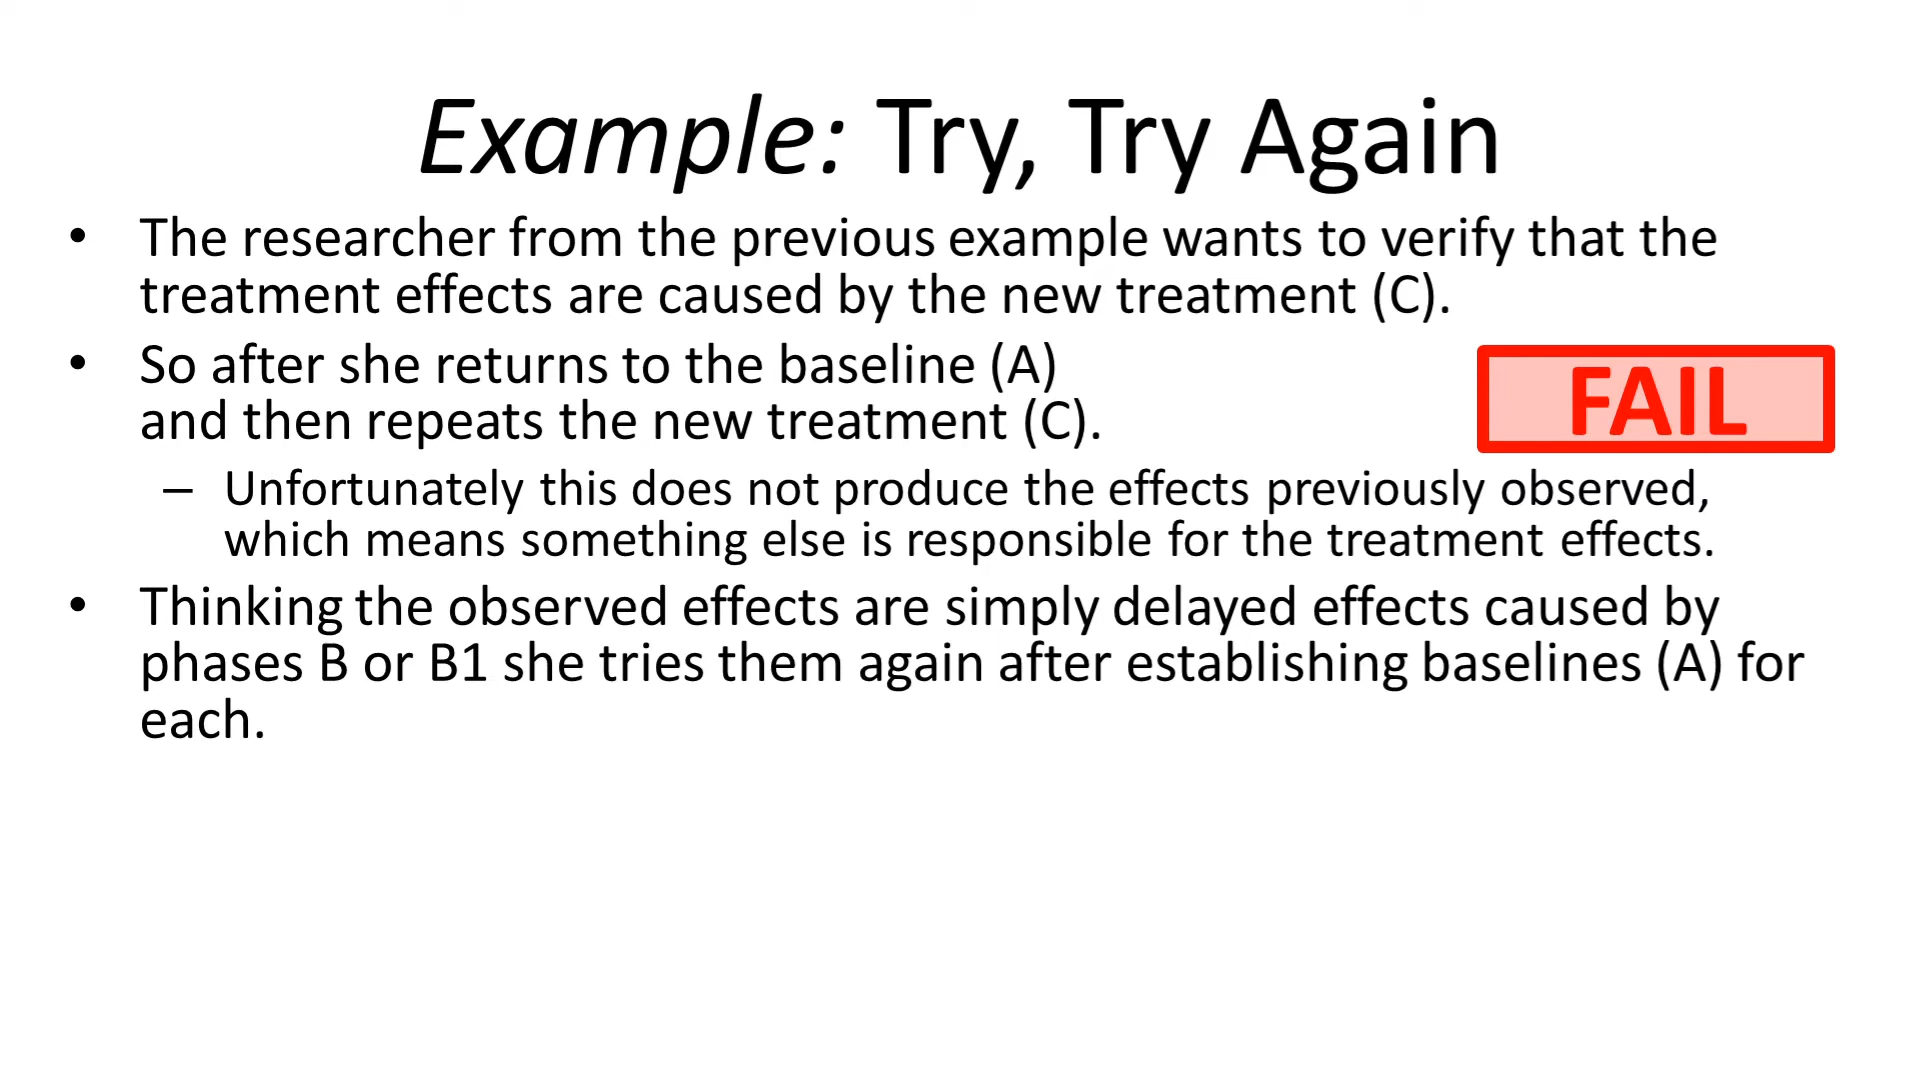 Example: Try, Try Again
• The researcher from the previous example wants to verify that the
treatment effects are caused by the new treatment (C).
• So after she returns to the baseline (A)
and then repeats the new treatment (C).
FAIL
– Unfortunately this does not produce the effects previously observed,
which means something else is responsible for the treatment effects.
• Thinking the observed effects are simply delayed effects caused by
phases B or B1 she tries them again after establishing baselines (A) for
each.